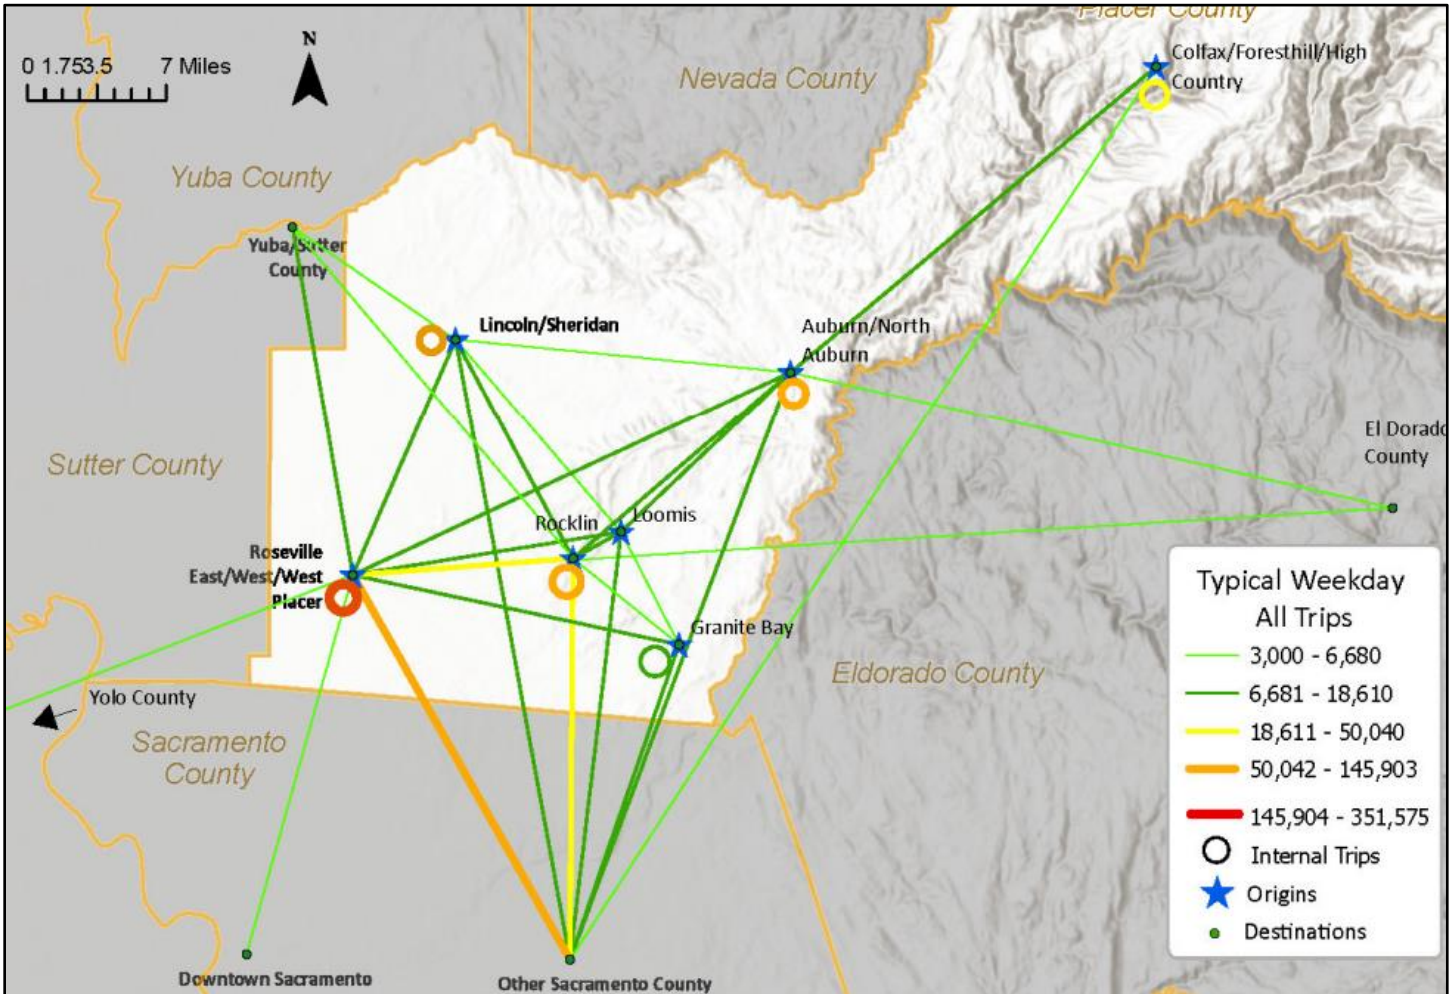 Placer County
N
0 1.753.5 7 Miles
Nevada County
Colfax/Foresthill/High
Country
Yuba County
Yuba/Sutter
County
Lincoln/Sheridan
Auburn/North
Auburn
Sutter County
El Dorado
County
Rocklin
Loomis
Roseville
East/West/West
Placer
Granite Bay
Eldorado County
Yolo County
Sacramento
County
Downtown Sacramento
Other Sacramento County
Typical Weekday
All Trips
3,000 - 6,680
6,681 - 18,610
18,611 - 50,040
50,042 - 145,903
145,904 - 351,575
Internal Trips
Origins
Destinations